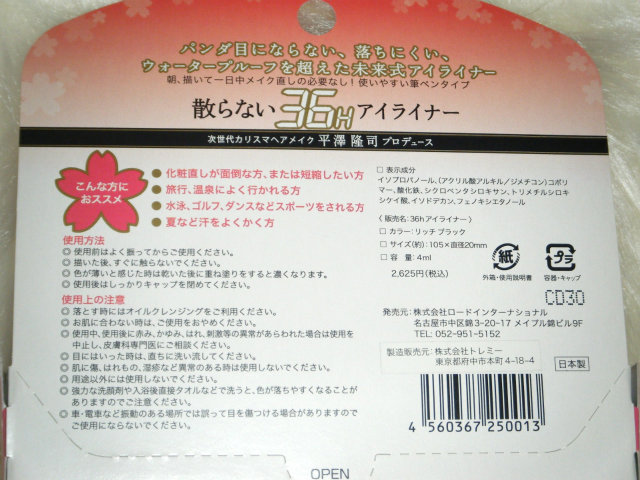 パンダ目にならない、落ちにくい、
ウォータープルーフを超えた未来式アイライナー
朝、描いて一日中メイク直しの必要なし!使いやすい筆ペンタイプ
散らない36Hアイライナー
次世代カリスマヘアメイク 平澤隆司プロデュース
こんな方に
おススメ
● 化粧直しが面倒な方、または短縮したい方
● 旅行、温泉によく行かれる方
● 水泳、ゴルフ、ダンスなどスポーツをされる方
● 夏など汗をよくかく方
使用方法
◎ 使用前はよく振ってからご使用ください。
◎ 描いた後、すぐに触らないでください。
◎ 色が薄いと感じた時は乾いた後に重ね塗りをすると濃くなります。
◎ 使用後はしっかりキャップを閉めてください。
使用上の注意
◎ 落とす時にはオイルクレンジングをご利用ください。
◎ お肌に合わない時は、ご使用をおやめください。
◎ 使用中、使用後に赤み、かゆみ、はれ、刺激等の異常があらわれた場合は使用を
中止し、皮膚科専門医にご相談ください。
◎ 目にはいった時は、直ちに洗い流してください。
◎ 肌に傷、はれもの、湿疹など異常のある時は使用しないでください。
◎ 用途以外には使用しないでください。
◎ 強力な洗顔剤や入浴後直接タオルなどで洗うと、色が落ちやすくなることが
ありますのでご注意ください。
◎ 車・電車など振動のある場所では誤って目を傷つける場合がありますので
ご使用にならないでください。
□ 表示成分
イソプロパノール、(アクリル酸アルキル/ジメチコン)コポリ
マー、酸化鉄、シクロペンタシロキサン、トリメチルシロキ
シケイ酸、イソドデカン、フェノキシエタノール
〈 販売名:36hアイライナー 〉
□ カラー:リッチ ブラック
□ サイズ(約):105×直径20mm
□ 容 量:4ml
2,625円(税込)
紙
外箱・使用説明書
プラ
容器・キャップ
CD30
発売元:株式会社ロードインターナショナル
名古屋市中区錦3-20-17 メイプル錦ビル9F
TEL:052-951-5152
製造販売元:株式会社トレミー
東京都府中市本町4-18-4
日本製
4 560367 250013
OPEN